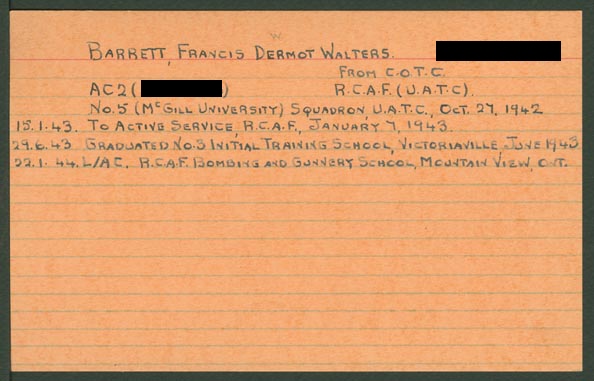 W
BARRETT, FRANCIS DERMOT WALTERS.
FROM C.O.T.C.
AC2 ( ) R.C.A.F. (U.A.T.C).
NO. 5 (McGILL UNIVERSITY) SQUADRON, U.A.T.C., OCT. 27, 1942
15.1.43. TO ACTIVE SERVICE, R.C.A.F., JANUARY 7, 1943.
29.6.43 GRADUATED NO.3 INITIAL TRAINING SCHOOL, VICTORIAVILLE, JUNE 1943
22.1.44. L/AC. R.C.A.F. BOMBING AND GUNNERY SCHOOL, MOUNTAIN VIEW, ONT.